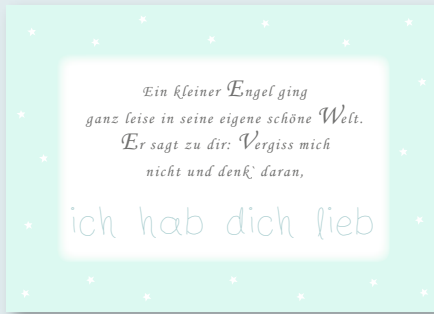 Ein kleiner Engel ging
ganz leise in seine eigene schöne Welt.
Er sagt zu dir: Vergiss mich
nicht und denk` daran,
ich hab dich lieb